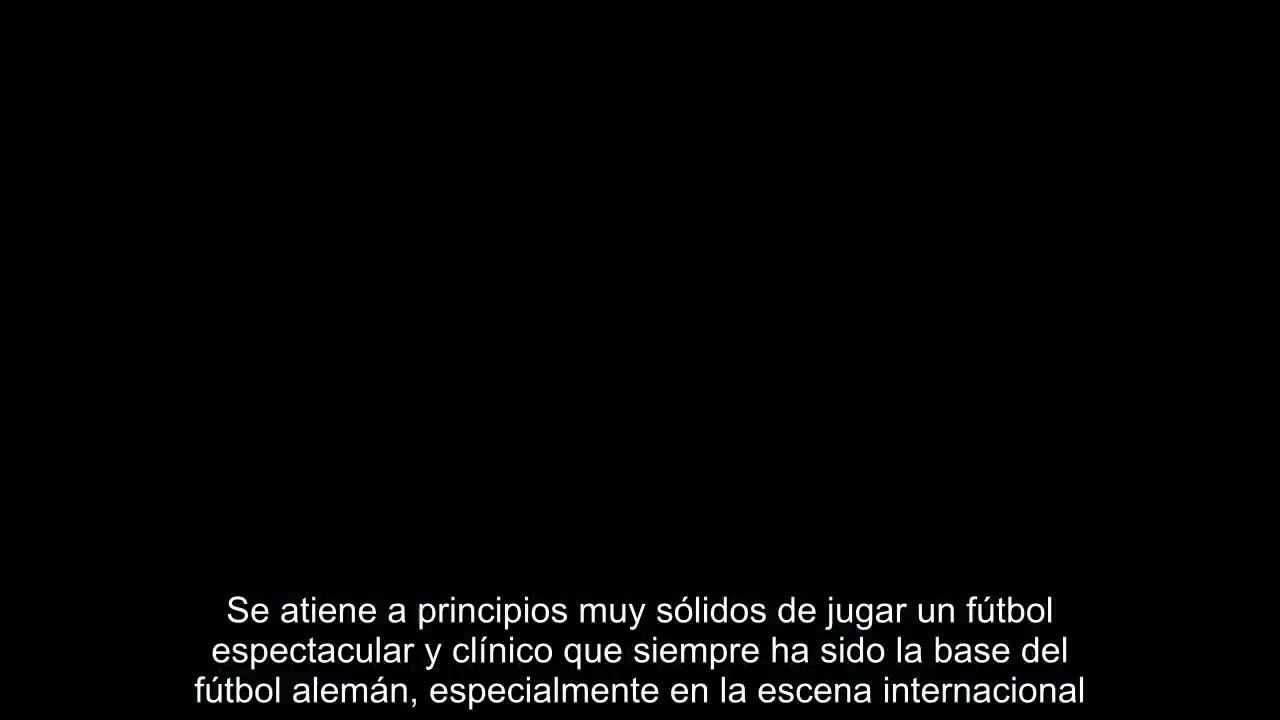 Se atiene a principios muy sólidos de jugar un fútbol
espectacular y clínico que siempre ha sido la base del
fútbol alemán, especialmente en la escena internacional